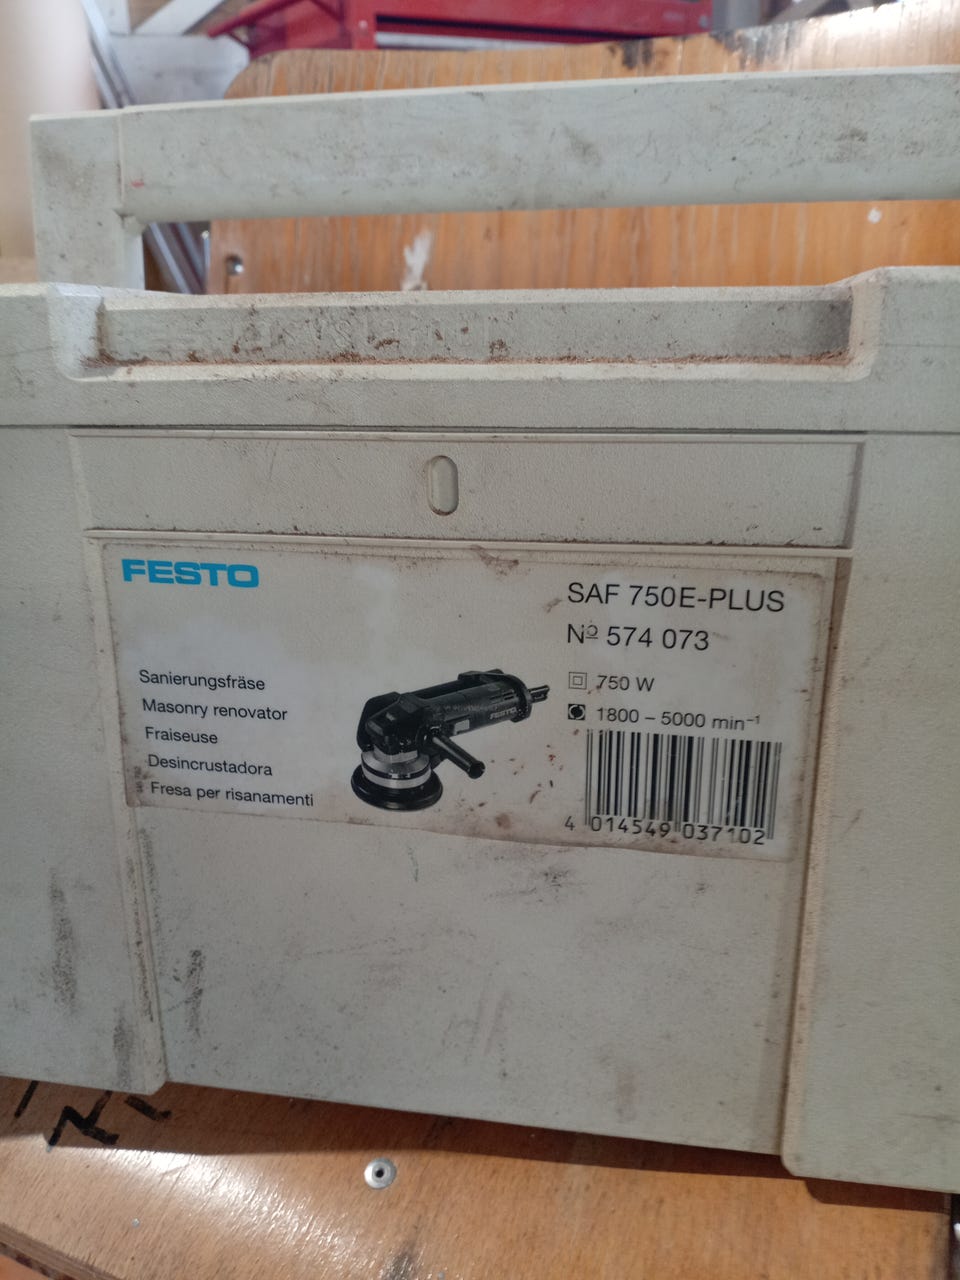 FESTO
SAF 750E-PLUS
Nº 574 073
Sanierungsfräse
Masonry renovator
Fraiseuse
Desincrustadora
Fresa per risanamenti
750 W
1800 – 5000 min⁻¹
FESTO
4 014549 037102